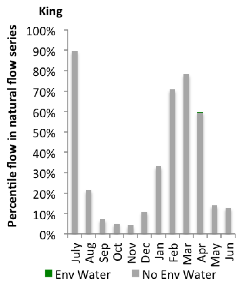 King
Percentile flow in natural flow series
100%
90%
80%
70%
60%
50%
40%
30%
20%
10%
0%
July
Aug
Sep
Oct
Nov
Dec
Jan
Feb
Mar
Apr
May
Jun
Env Water
No Env Water